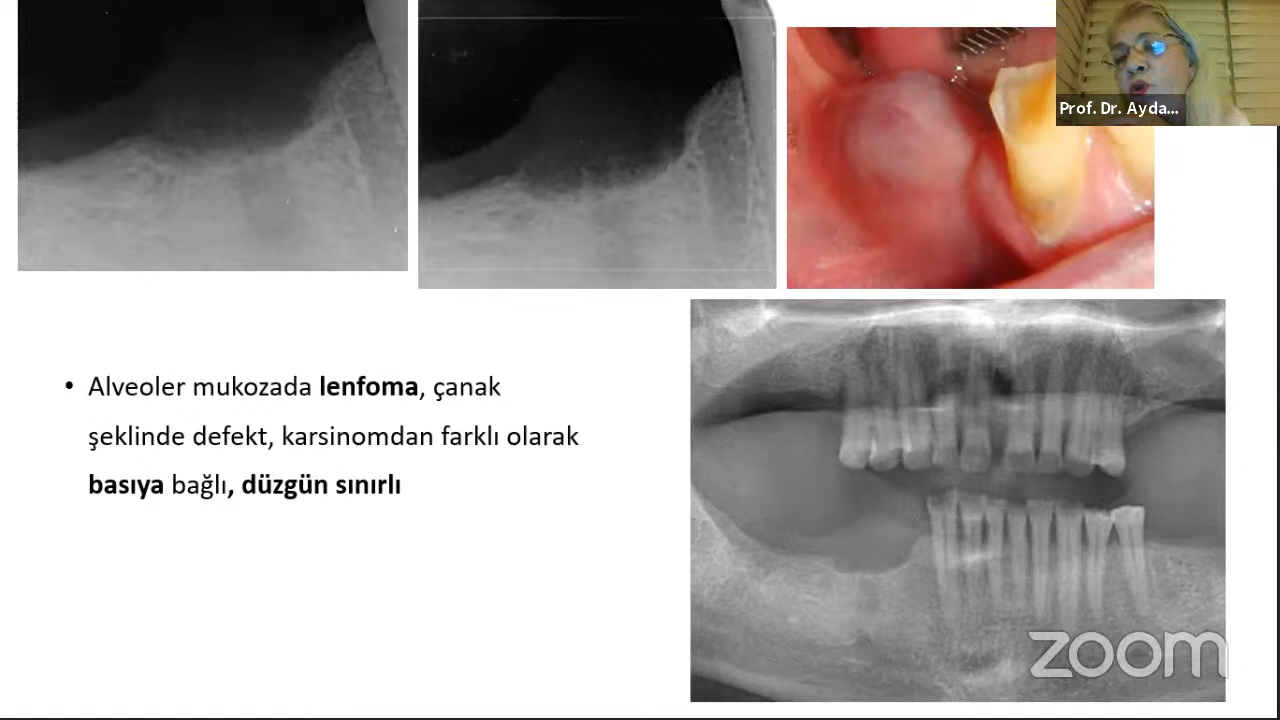 Prof. Dr. Ayda...
• Alveoler mukozada lenfoma, çanak
şeklinde defekt, karsinomdan farklı olarak
basıya bağlı, düzgün sınırlı
zoom